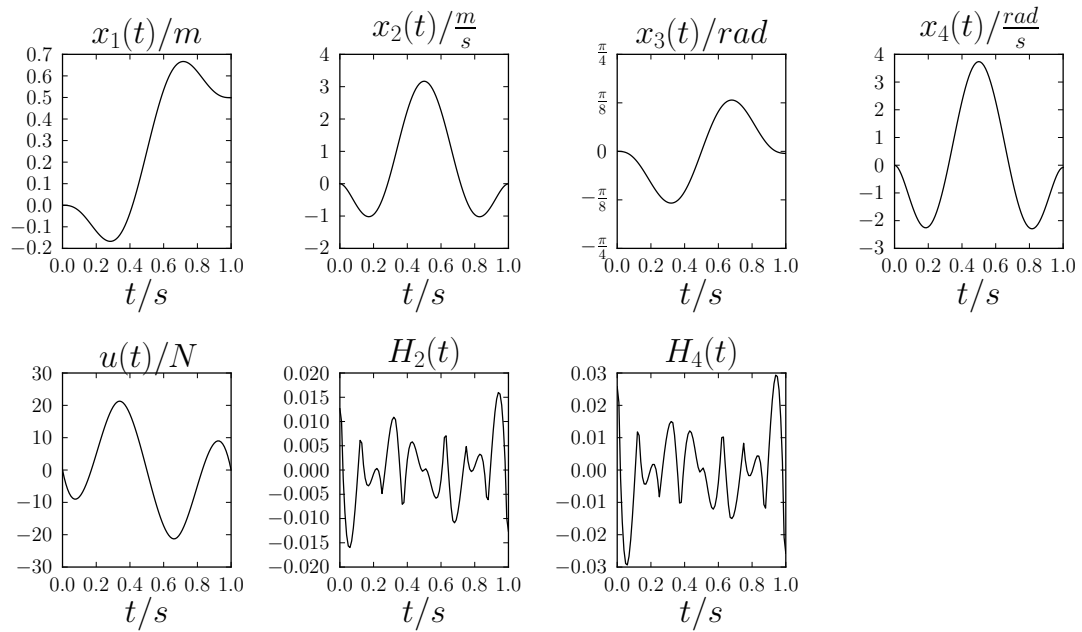 x₁(t)/m
0.7
0.6
0.5
0.4
0.3
0.2
0.1
0.0
−0.1
−0.2
0.0 0.2 0.4 0.6 0.8 1.0
t/s
x₂(t)/m/s
4
3
2
1
0
−1
−2
0.0 0.2 0.4 0.6 0.8 1.0
t/s
x₃(t)/rad
π/4
π/8
0
−π/8
−π/4
0.0 0.2 0.4 0.6 0.8 1.0
t/s
x₄(t)/rad/s
4
3
2
1
0
−1
−2
−3
0.0 0.2 0.4 0.6 0.8 1.0
t/s
u(t)/N
30
20
10
0
−10
−20
−30
0.0 0.2 0.4 0.6 0.8 1.0
t/s
H₂(t)
0.020
0.015
0.010
0.005
0.000
−0.005
−0.010
−0.015
−0.020
0.0 0.2 0.4 0.6 0.8 1.0
t/s
H₄(t)
0.03
0.02
0.01
0.00
−0.01
−0.02
−0.03
0.0 0.2 0.4 0.6 0.8 1.0
t/s